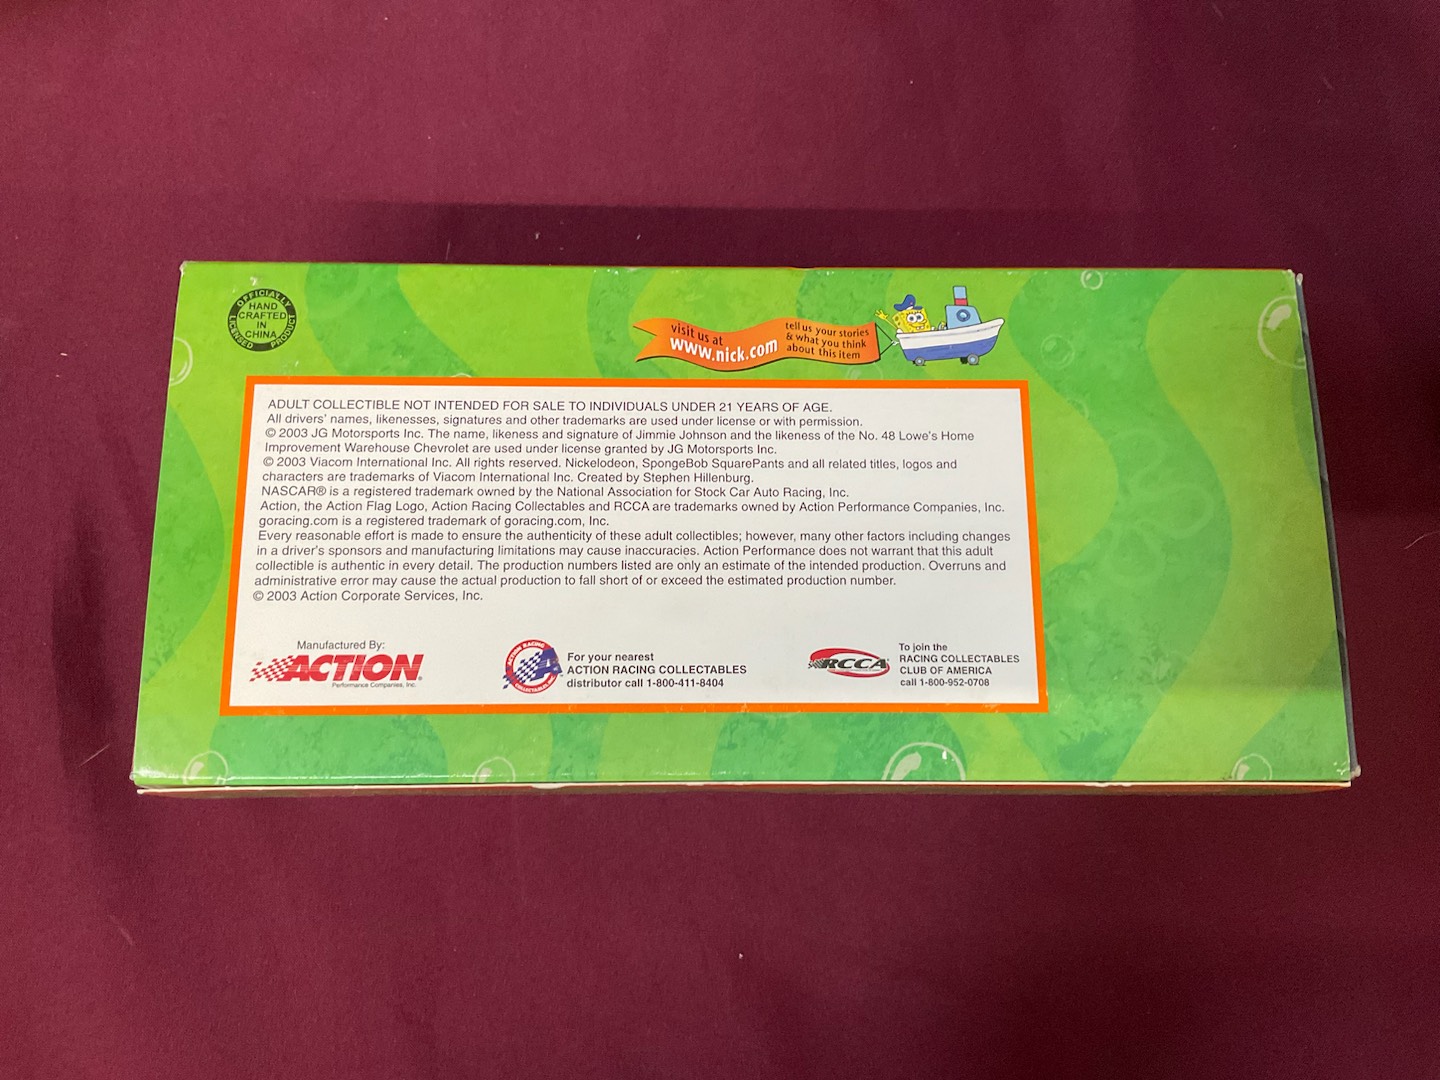 OFFICIALLY
HAND
CRAFTED
IN
CHINA
LICENSED PRODUCT
visit us at
www.nick.com
tell us your stories
& what you think
about this item
ADULT COLLECTIBLE NOT INTENDED FOR SALE TO INDIVIDUALS UNDER 21 YEARS OF AGE.
All drivers' names, likenesses, signatures and other trademarks are used under license or with permission.
© 2003 JG Motorsports Inc. The name, likeness and signature of Jimmie Johnson and the likeness of the No. 48 Lowe's Home
Improvement Warehouse Chevrolet are used under license granted by JG Motorsports Inc.
© 2003 Viacom International Inc. All rights reserved. Nickelodeon, SpongeBob SquarePants and all related titles, logos and
characters are trademarks of Viacom International Inc. Created by Stephen Hillenburg.
NASCAR® is a registered trademark owned by the National Association for Stock Car Auto Racing, Inc.
Action, the Action Flag Logo, Action Racing Collectables and RCCA are trademarks owned by Action Performance Companies, Inc.
goracing.com is a registered trademark of goracing.com, Inc.
Every reasonable effort is made to ensure the authenticity of these adult collectibles; however, many other factors including changes
in a driver's sponsors and manufacturing limitations may cause inaccuracies. Action Performance does not warrant that this adult
collectible is authentic in every detail. The production numbers listed are only an estimate of the intended production. Overruns and
administrative error may cause the actual production to fall short of or exceed the estimated production number.
© 2003 Action Corporate Services, Inc.
Manufactured By:
ACTION®
Performance Companies, Inc.
ACTION RACING
COLLECTABLES
For your nearest
ACTION RACING COLLECTABLES
distributor call 1-800-411-8404
RCCA
To join the
RACING COLLECTABLES
CLUB OF AMERICA
call 1-800-952-0708